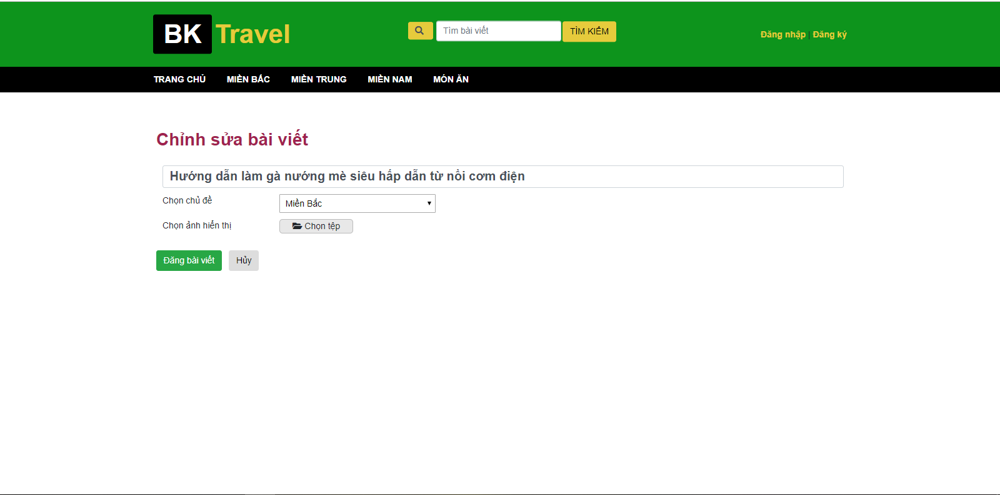 BK Travel
Tìm bài viết
TÌM KIẾM
Đăng nhập | Đăng ký
TRANG CHỦ MIỀN BẮC MIỀN TRUNG MIỀN NAM MÓN ĂN
Chỉnh sửa bài viết
Hướng dẫn làm gà nướng mè siêu hấp dẫn từ nồi cơm điện
Chọn chủ đề
Miền Bắc
Chọn ảnh hiển thị
Chọn tệp
Đăng bài viết
Hủy